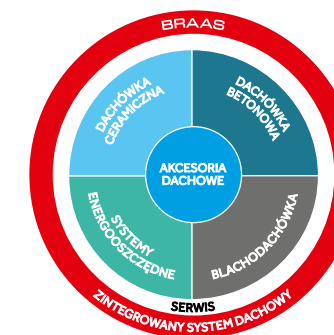 BRAAS
DACHÓWKA
CERAMICZNA
DACHÓWKA
BETONOWA
AKCESORIA
DACHOWE
SYSTEMY
ENERGOOSZCZĘDNE
BLACHODACHÓWKA
SERWIS
ZINTEGROWANY SYSTEM DACHOWY